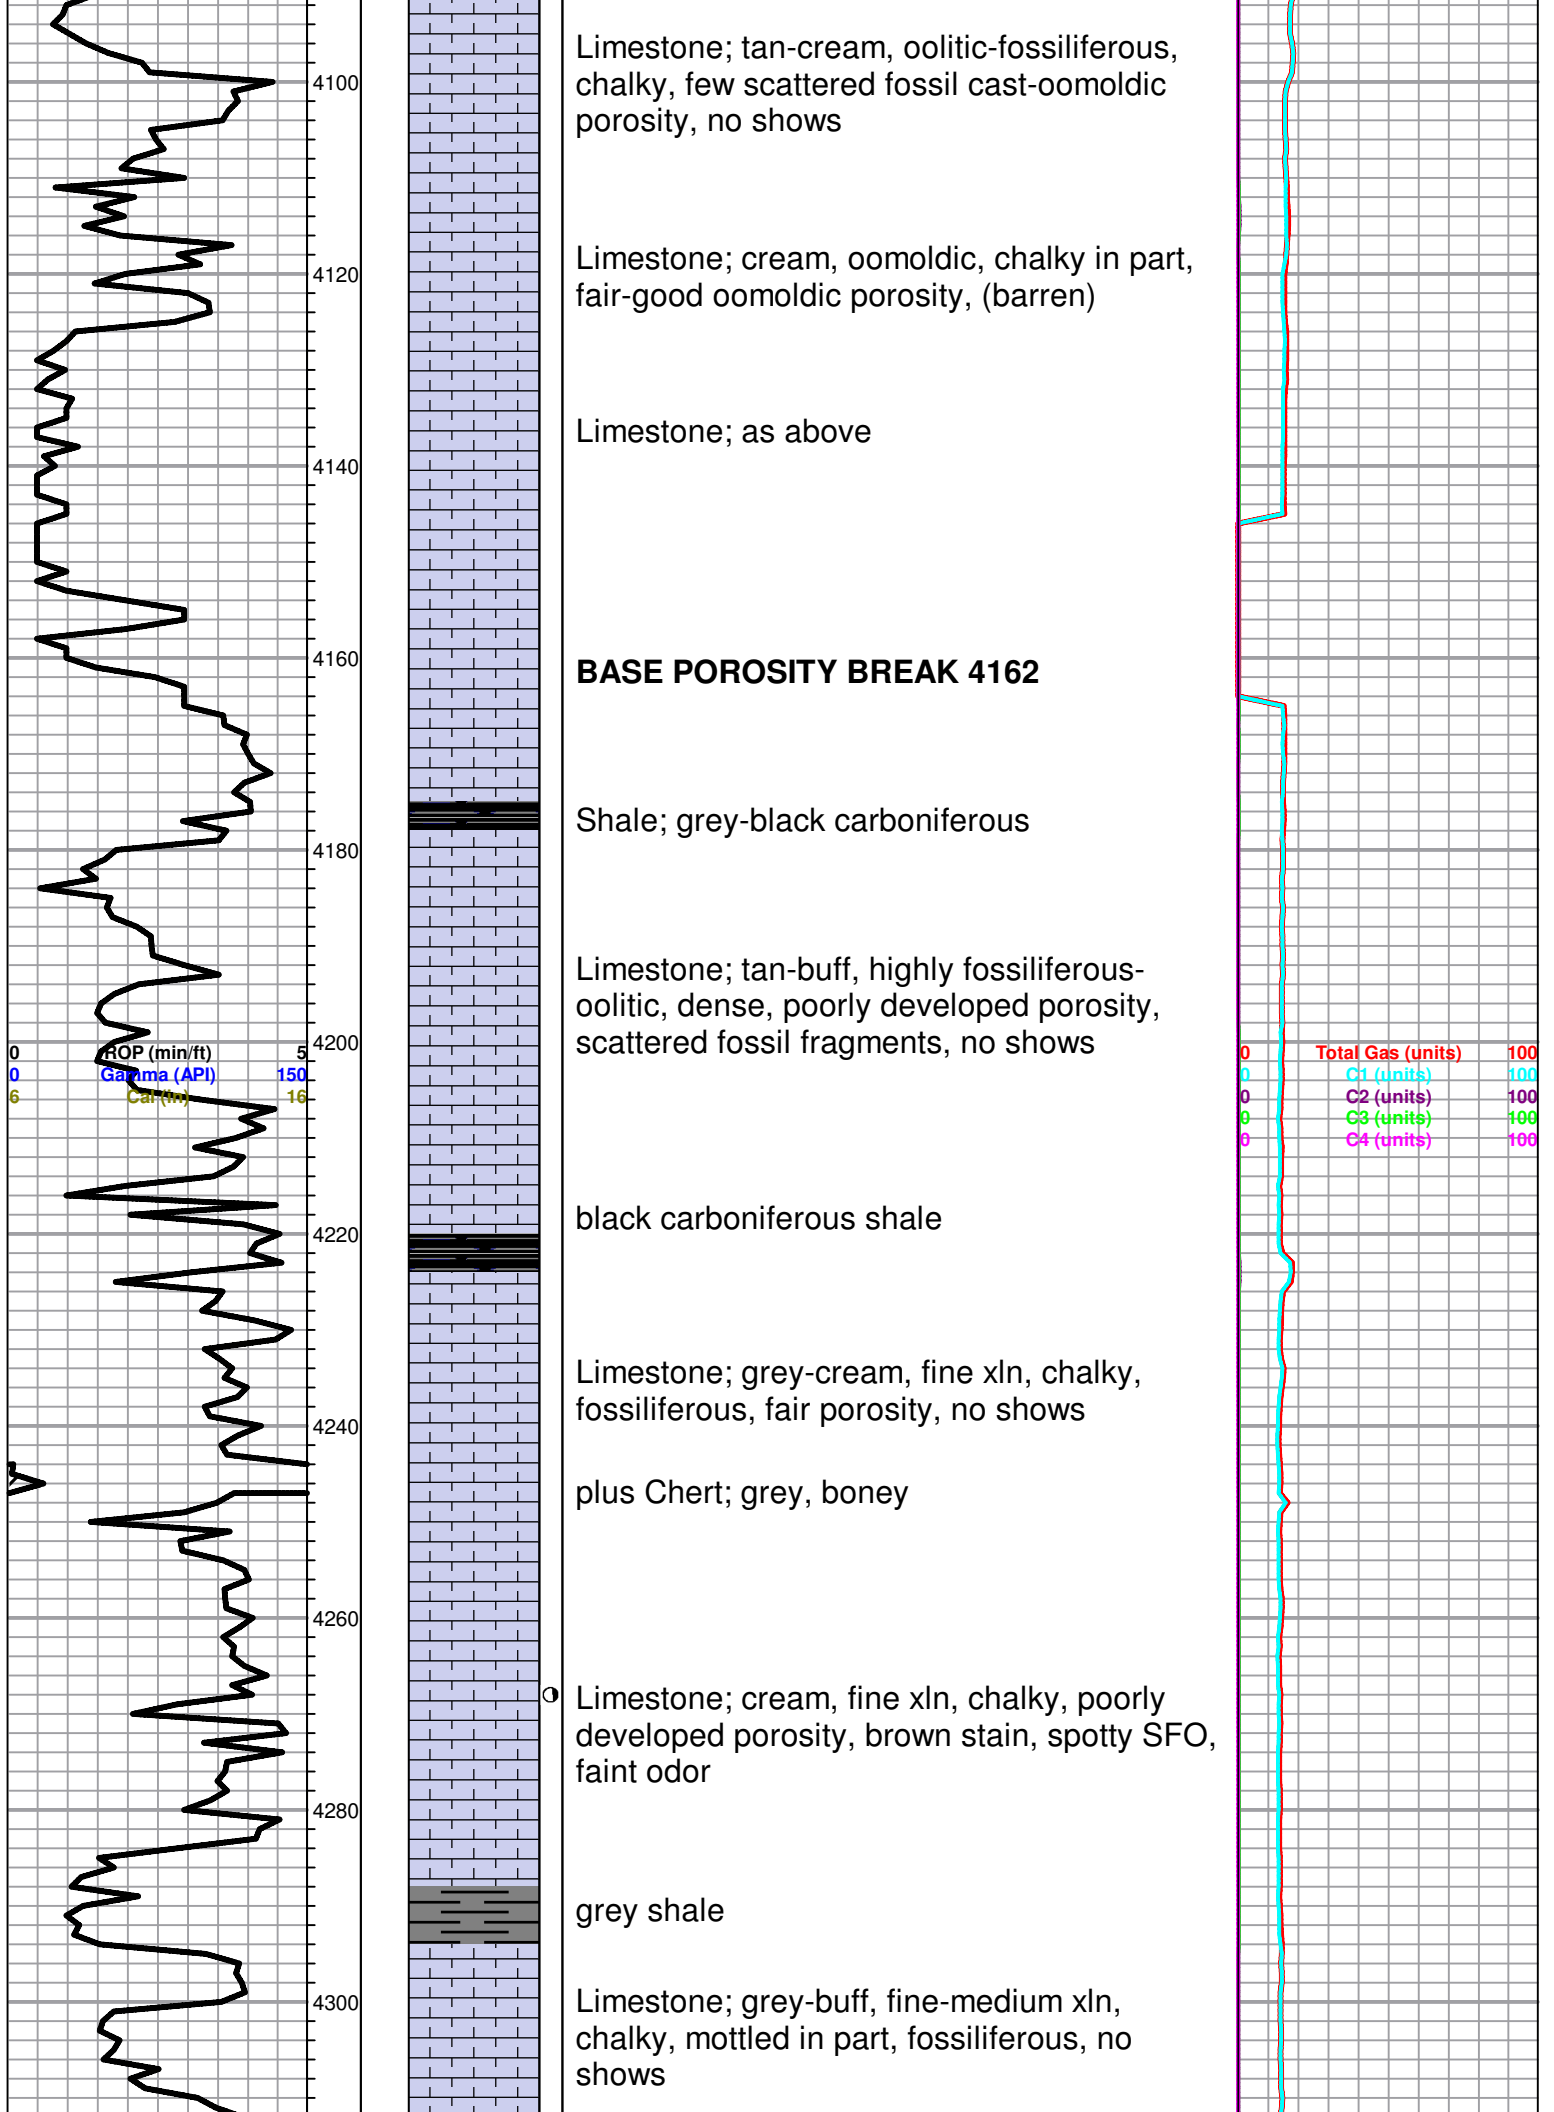 Limestone; tan-cream, oolitic-fossiliferous,
chalky, few scattered fossil cast-oomoldic
porosity, no shows
4100
Limestone; cream, oomoldic, chalky in part,
fair-good oomoldic porosity, (barren)
4120
Limestone; as above
4140
4160
BASE POROSITY BREAK 4162
Shale; grey-black carboniferous
4180
Limestone; tan-buff, highly fossiliferous-
oolitic, dense, poorly developed porosity,
scattered fossil fragments, no shows
4200
0 ROP (min/ft) 5
0 Gamma (API) 150
6 Cal (in) 16
0 Total Gas (units) 100
0 C1 (units) 100
0 C2 (units) 100
0 C3 (units) 100
0 C4 (units) 100
black carboniferous shale
4220
Limestone; grey-cream, fine xln, chalky,
fossiliferous, fair porosity, no shows
4240
plus Chert; grey, boney
4260
Limestone; cream, fine xln, chalky, poorly
developed porosity, brown stain, spotty SFO,
faint odor
4280
grey shale
4300
Limestone; grey-buff, fine-medium xln,
chalky, mottled in part, fossiliferous, no
shows